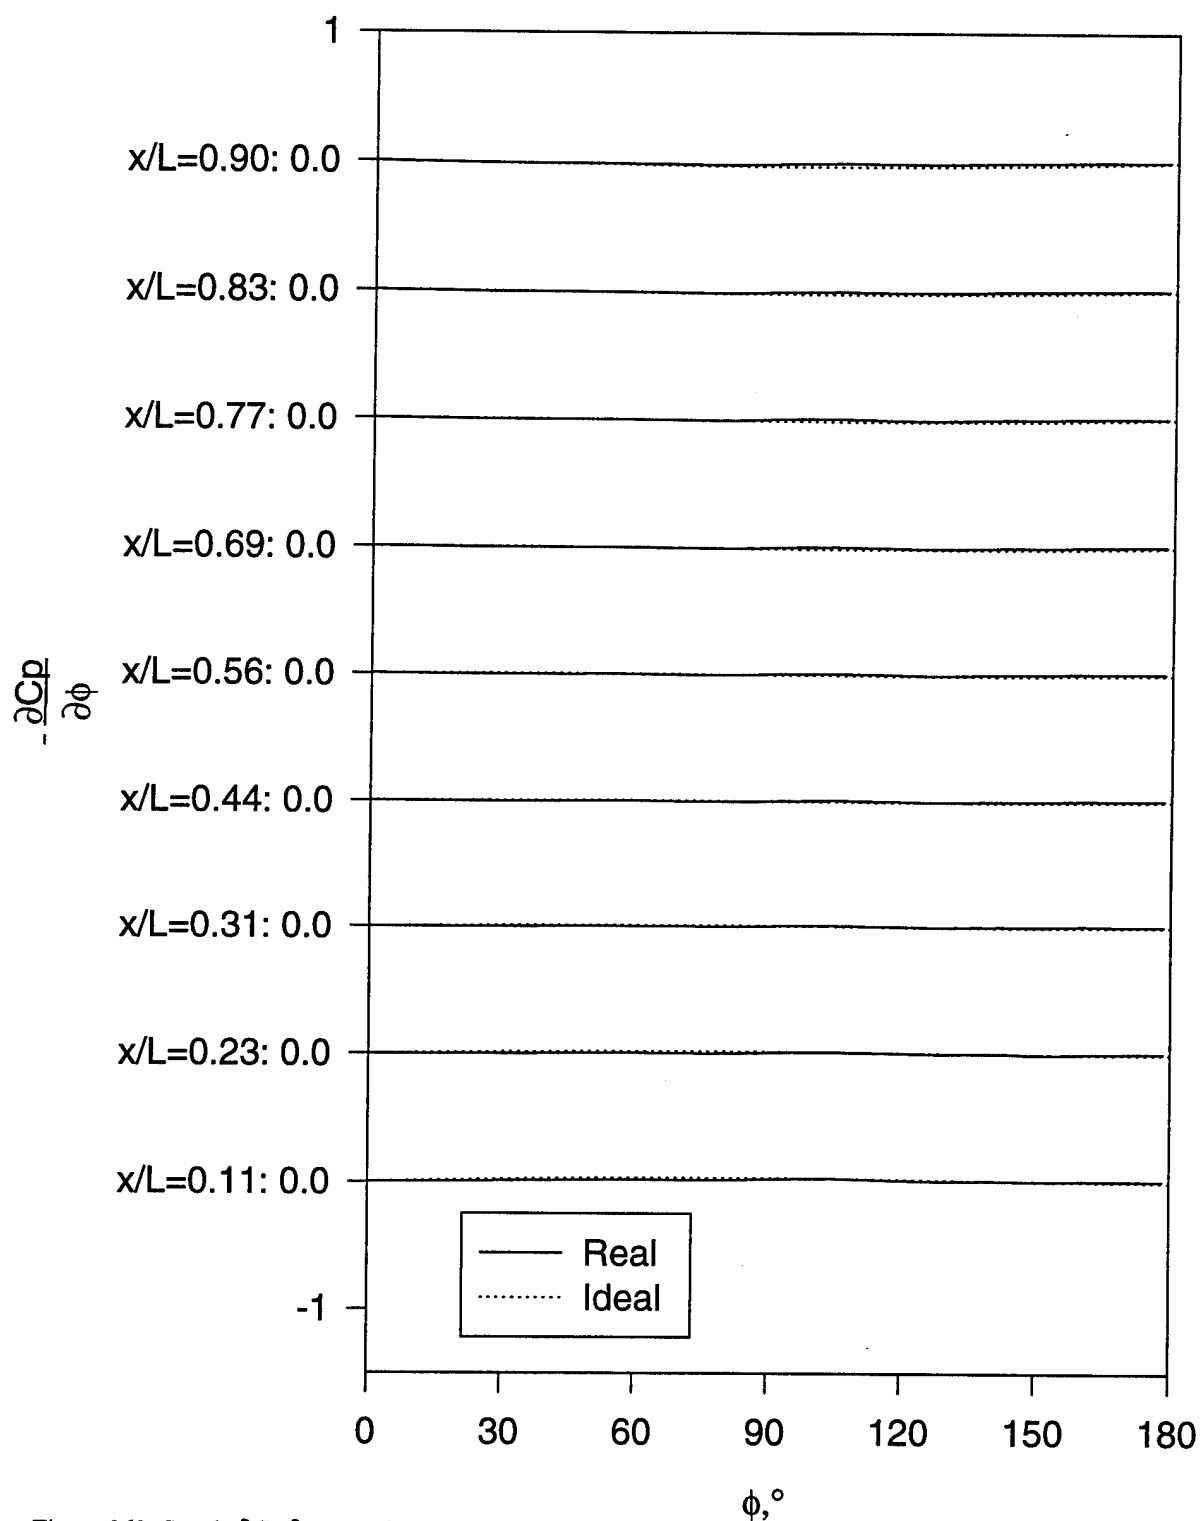 1
x/L=0.90: 0.0
x/L=0.83: 0.0
x/L=0.77: 0.0
x/L=0.69: 0.0
x/L=0.56: 0.0
x/L=0.44: 0.0
x/L=0.31: 0.0
x/L=0.23: 0.0
x/L=0.11: 0.0
-1
- ∂Cp
∂ϕ
Real
Ideal
0 30 60 90 120 150 180
ϕ,°